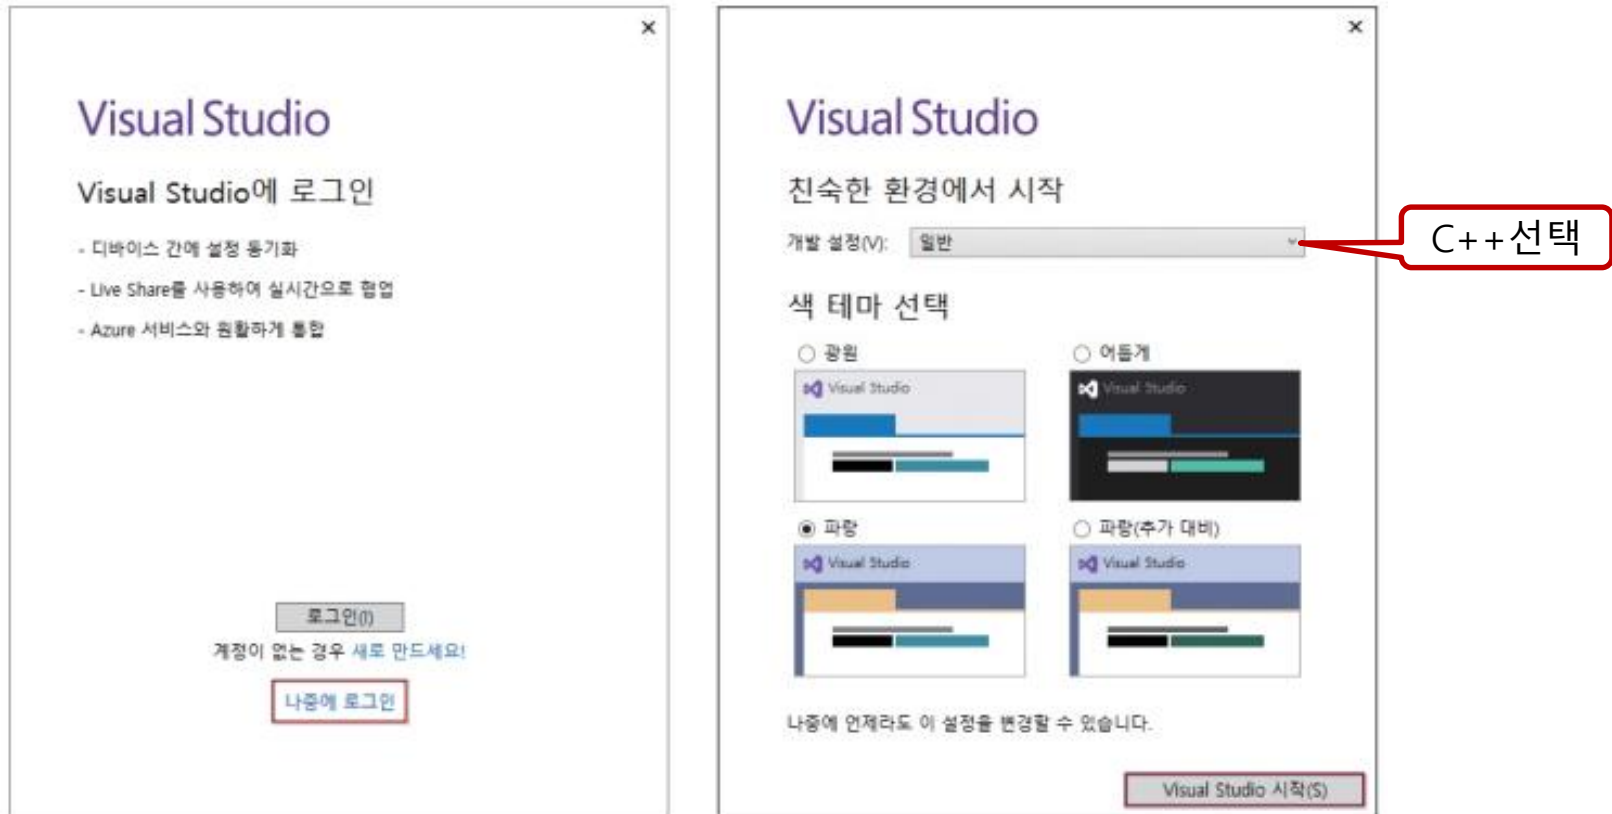 ×
Visual Studio
Visual Studio에 로그인
- 디바이스 간에 설정 동기화
- Live Share를 사용하여 실시간으로 협업
- Azure 서비스와 원활하게 통합
로그인(I)
계정이 없는 경우 새로 만드세요!
나중에 로그인
×
Visual Studio
친숙한 환경에서 시작
개발 설정(V): 일반
C++선택
색 테마 선택
광원
어둡게
Visual Studio
Visual Studio
파랑
파랑(추가 대비)
Visual Studio
Visual Studio
나중에 언제라도 이 설정을 변경할 수 있습니다.
Visual Studio 시작(S)